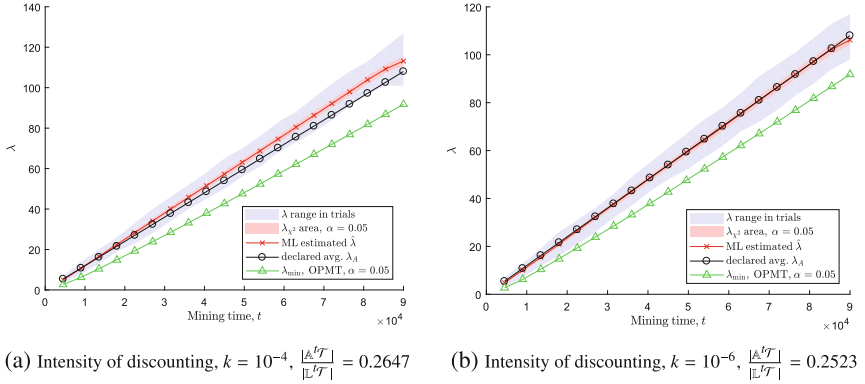 140
120
100
80
60
40
20
0
λ
0 1 2 3 4 5 6 7 8 9
Mining time, t
× 10⁴
λ range in trials
λ_χ² area, α = 0.05
ML estimated λ̂
declared avg. λ_A
λ_min, OPMT, α = 0.05
(a) Intensity of discounting, k = 10⁻⁴, |𝔸ᵗ𝒯| / |𝕃ᵗ𝒯| = 0.2647
120
100
80
60
40
20
0
λ
0 1 2 3 4 5 6 7 8 9
Mining time, t
× 10⁴
λ range in trials
λ_χ² area, α = 0.05
ML estimated λ̂
declared avg. λ_A
λ_min, OPMT, α = 0.05
(b) Intensity of discounting, k = 10⁻⁶, |𝔸ᵗ𝒯| / |𝕃ᵗ𝒯| = 0.2523